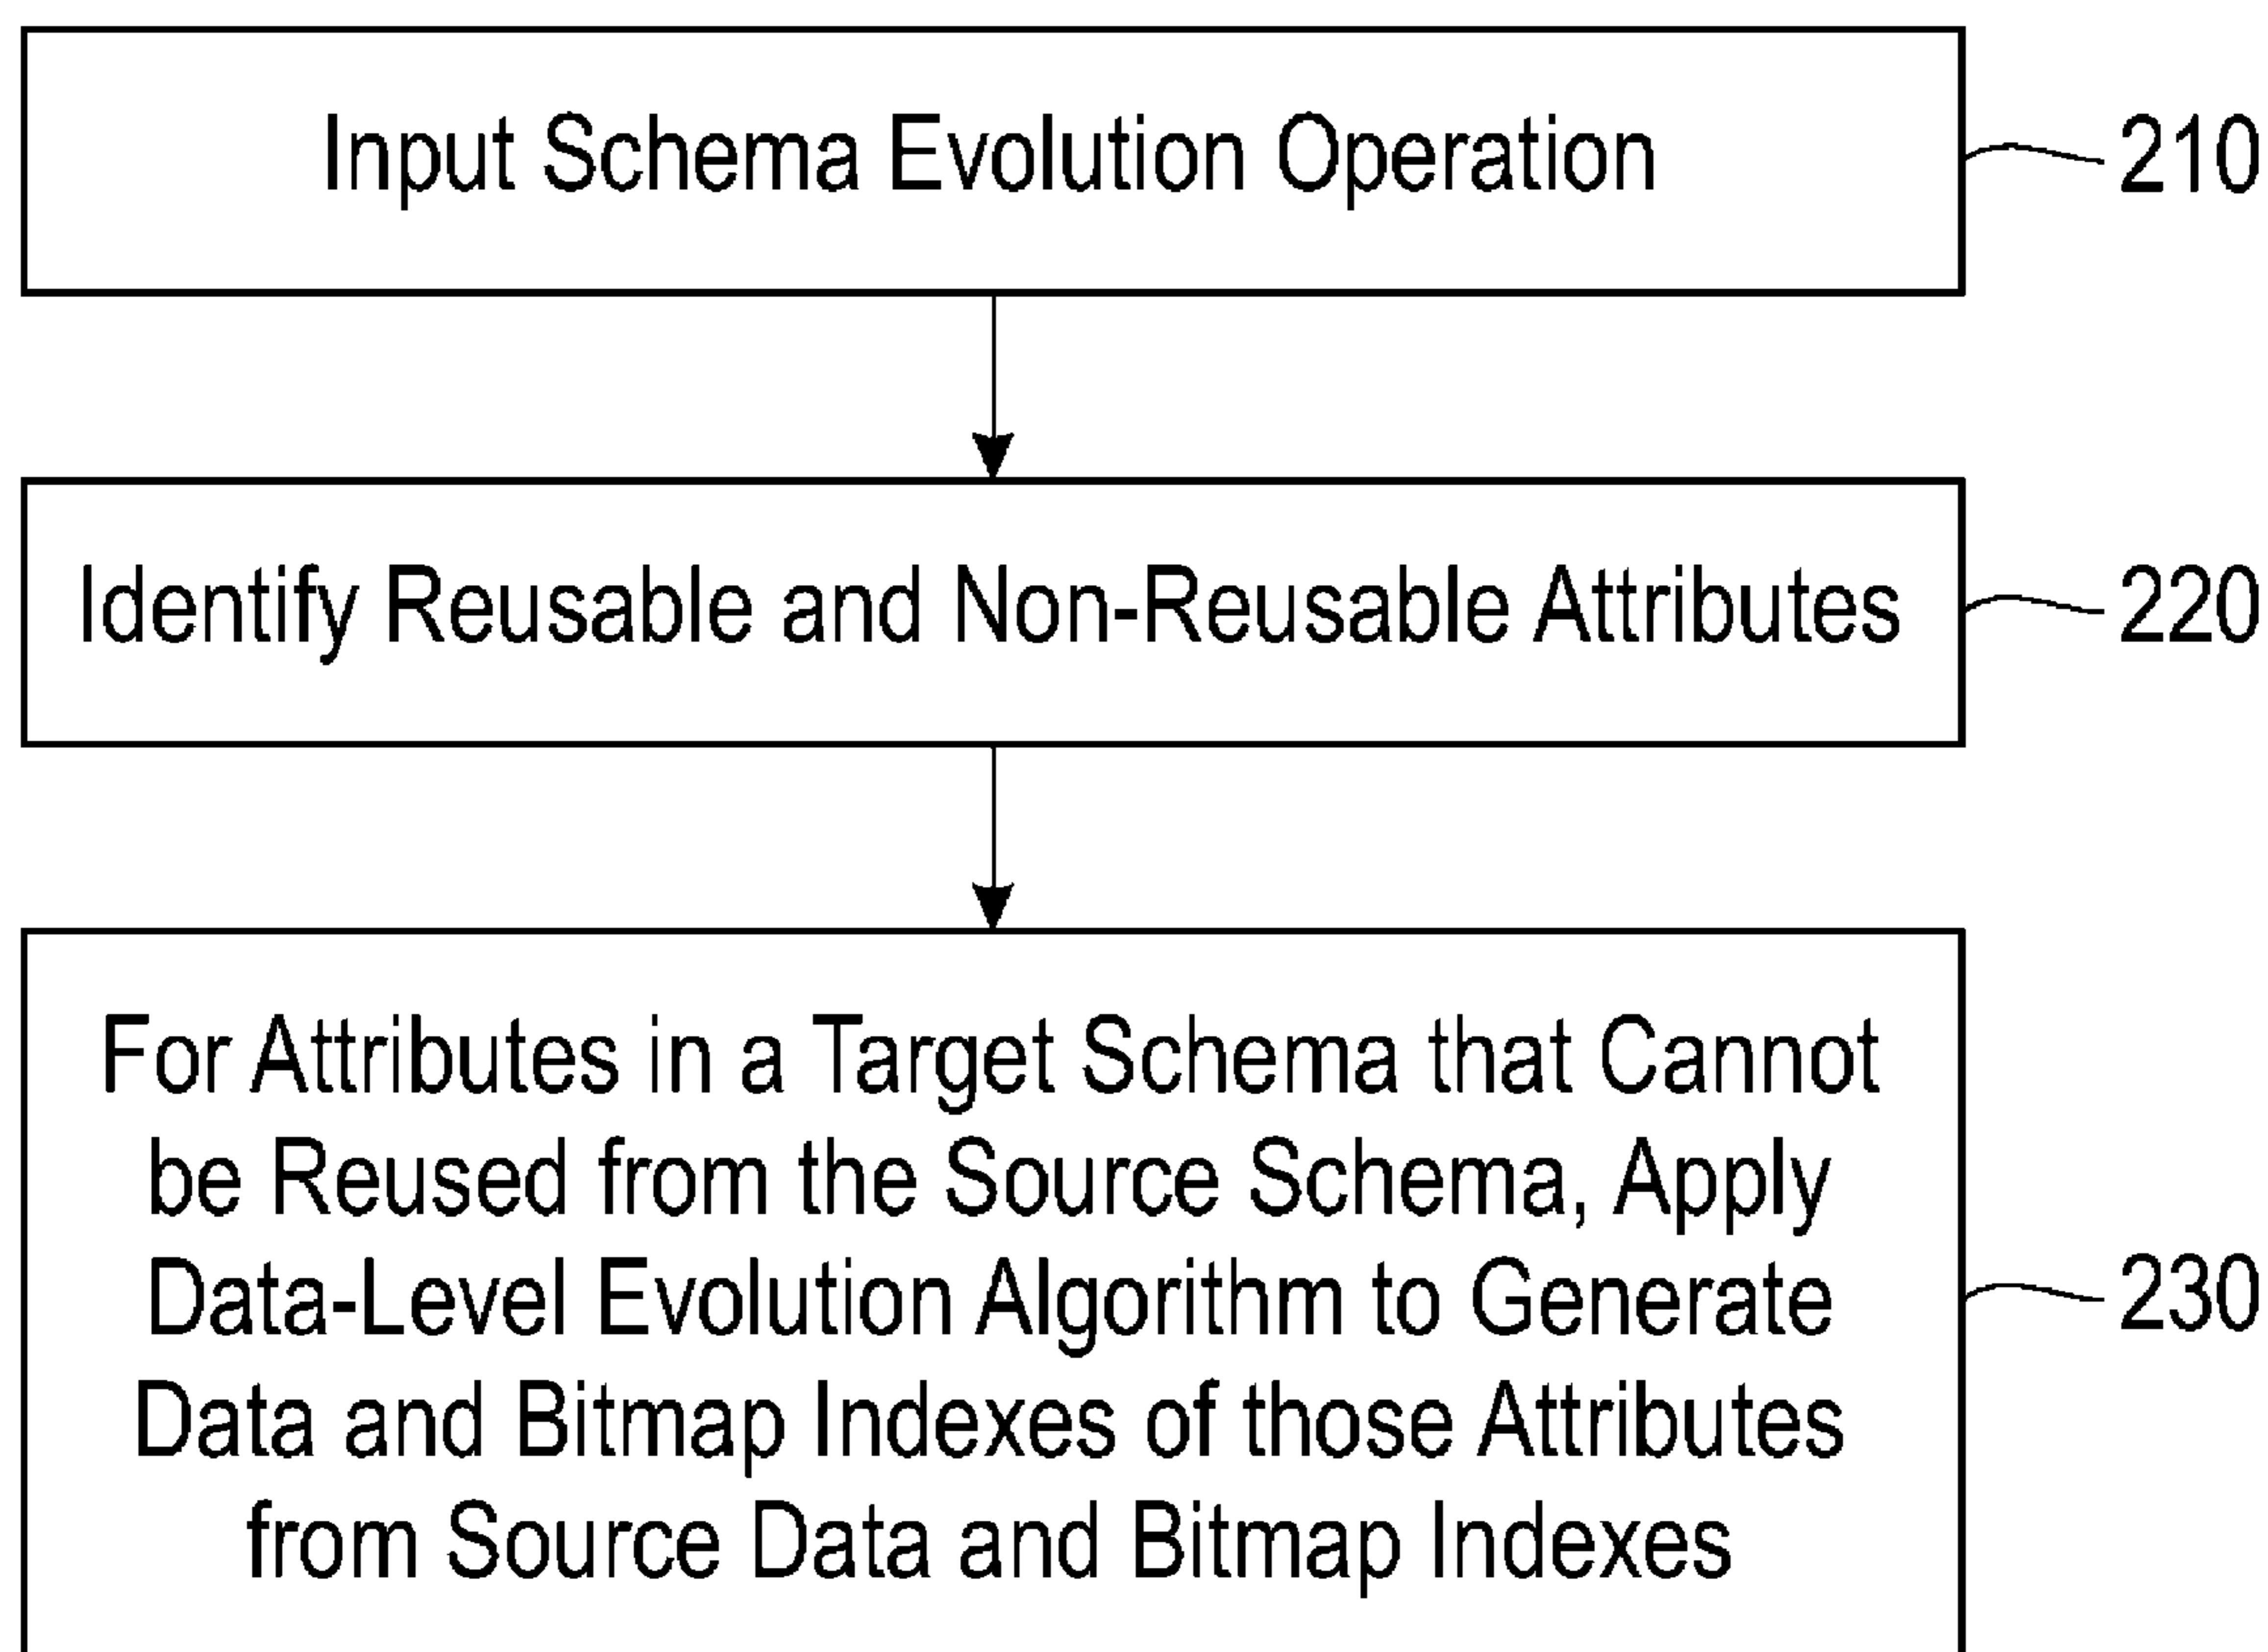 Input Schema Evolution Operation
210
Identify Reusable and Non-Reusable Attributes
220
For Attributes in a Target Schema that Cannot
be Reused from the Source Schema, Apply
Data-Level Evolution Algorithm to Generate
Data and Bitmap Indexes of those Attributes
from Source Data and Bitmap Indexes
230